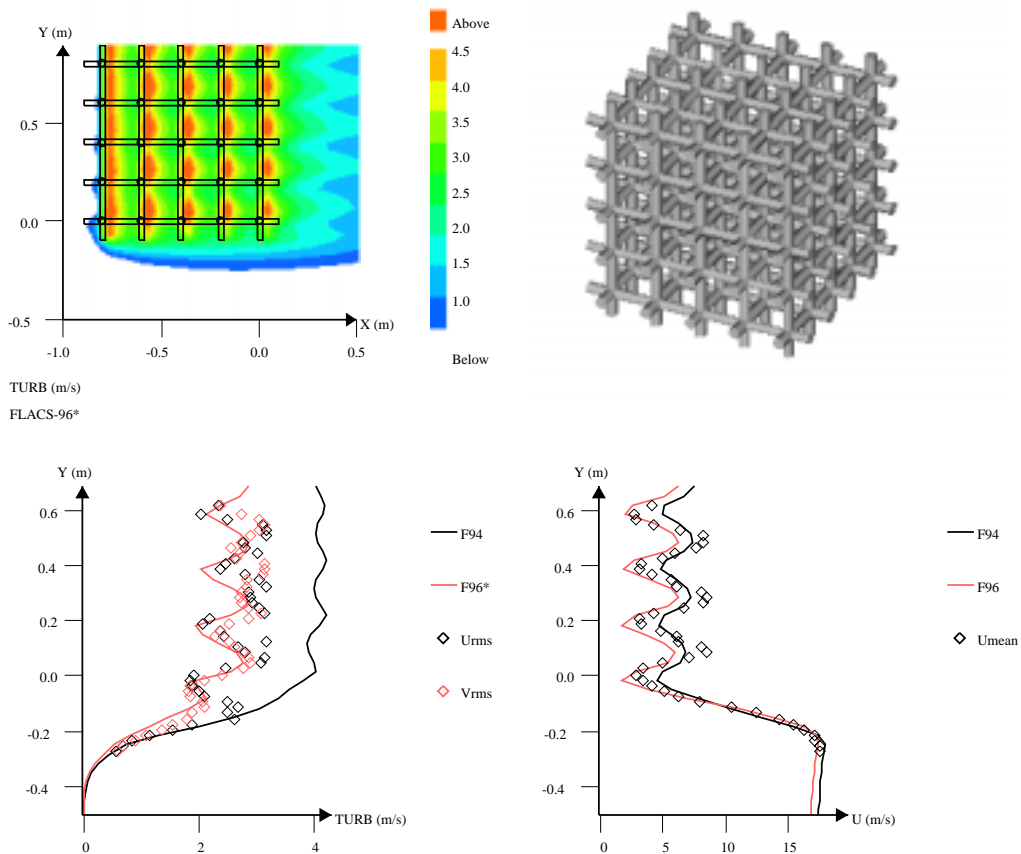 Y (m)
0.5
0.0
-0.5
-1.0
-0.5
0.0
0.5
X (m)
Above
4.5
4.0
3.5
3.0
2.5
2.0
1.5
1.0
Below
TURB (m/s)
FLACS-96*
Y (m)
0.6
0.4
0.2
0.0
-0.2
-0.4
0
2
4
TURB (m/s)
F94
F96*
Urms
Vrms
Y (m)
0.6
0.4
0.2
0.0
-0.2
-0.4
0
5
10
15
U (m/s)
F94
F96
Umean